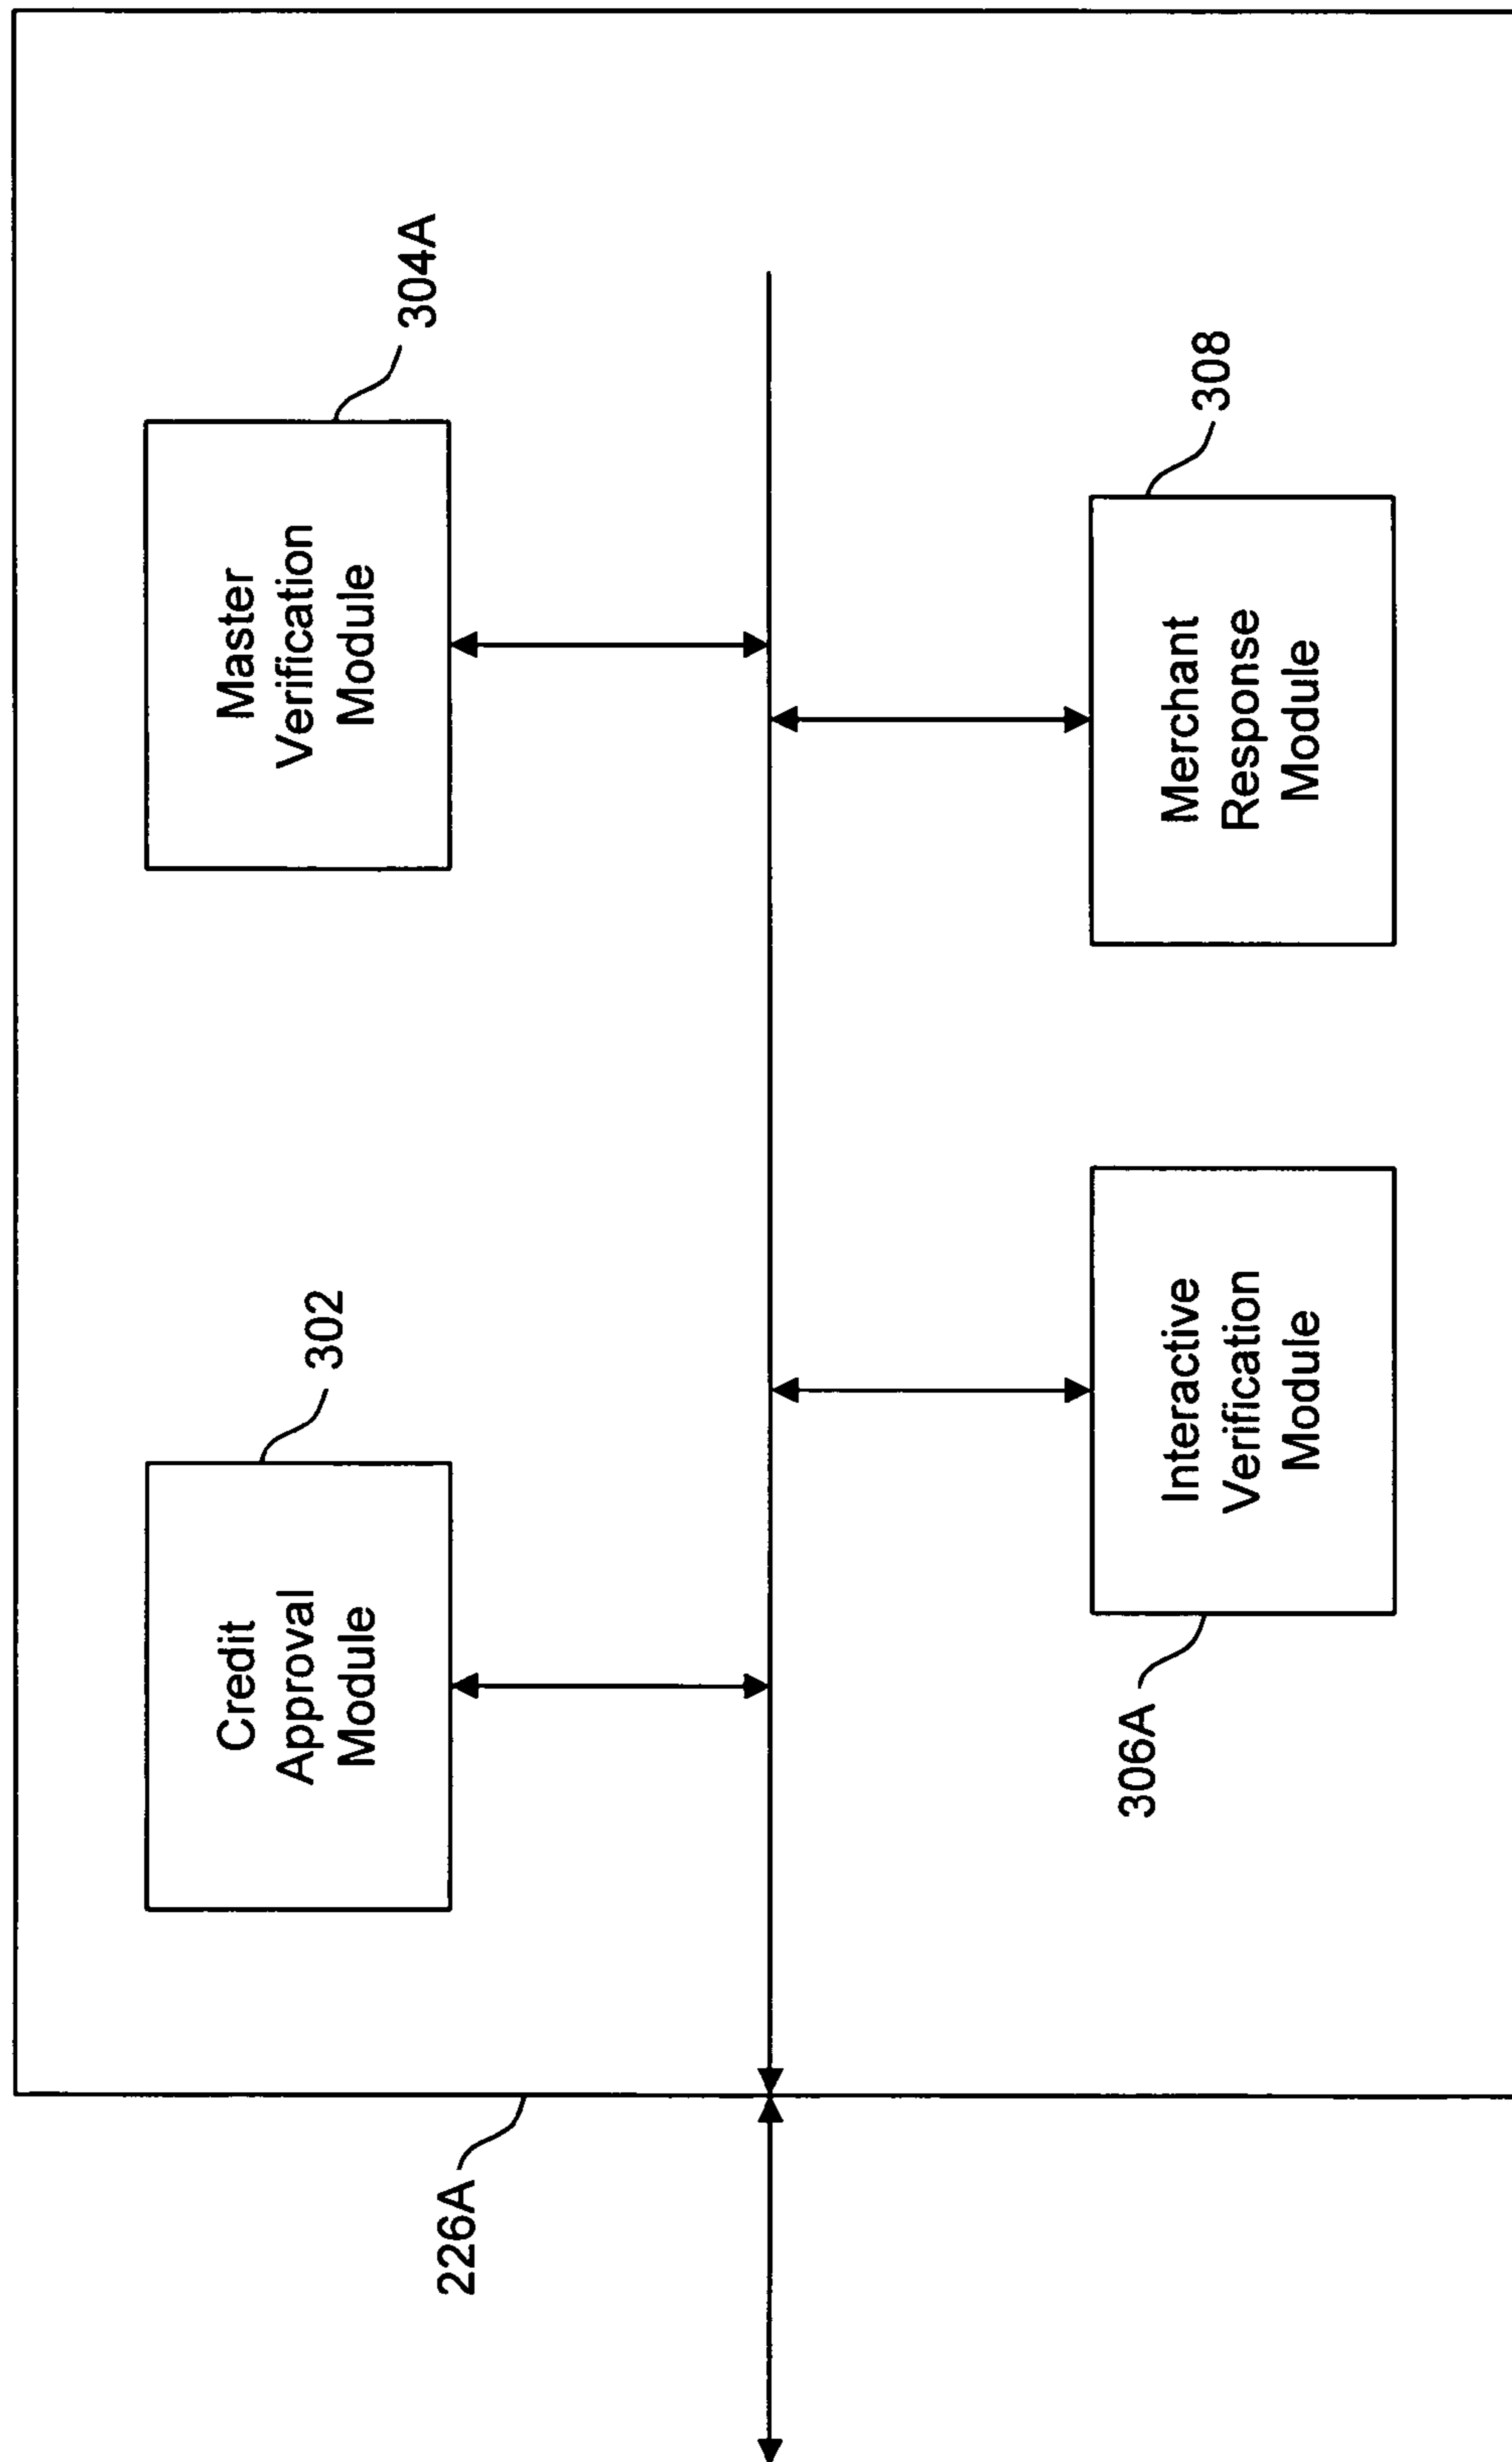 226A
Credit
Approval
Module
302
Master
Verification
Module
304A
306A
Interactive
Verification
Module
Merchant
Response
Module
308